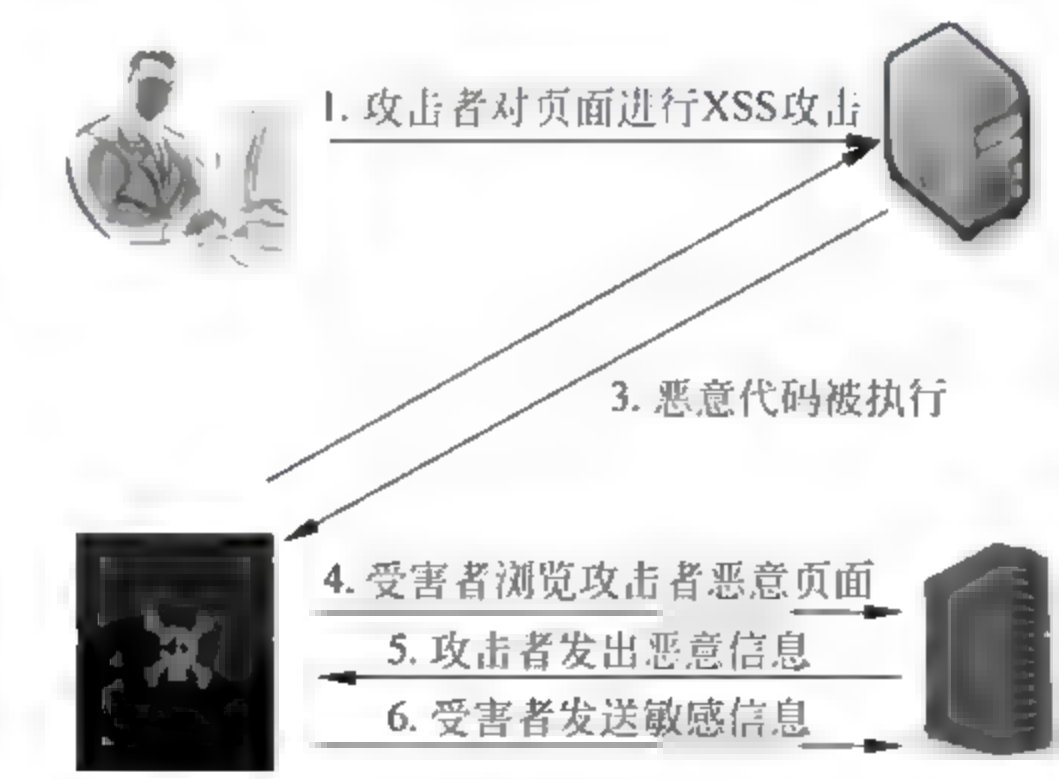 1. 攻击者对页面进行XSS攻击
3. 恶意代码被执行
4. 受害者浏览攻击者恶意页面
5. 攻击者发出恶意信息
6. 受害者发送敏感信息